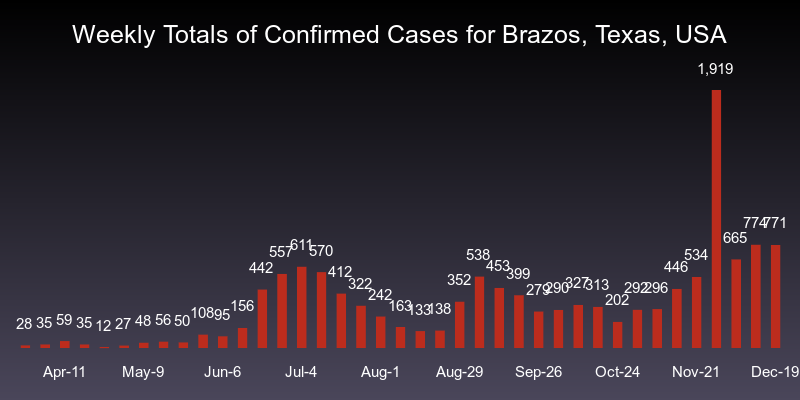 Weekly Totals of Confirmed Cases for Brazos, Texas, USA
28 35 59 35 12 27 48 56 50 108 95 156 442 557 611 570 412 322 242 163 133 138 352 538 453 399 279 290 327 313 202 292 296 446 534 1,919 665 774 771
Apr-11 May-9 Jun-6 Jul-4 Aug-1 Aug-29 Sep-26 Oct-24 Nov-21 Dec-19